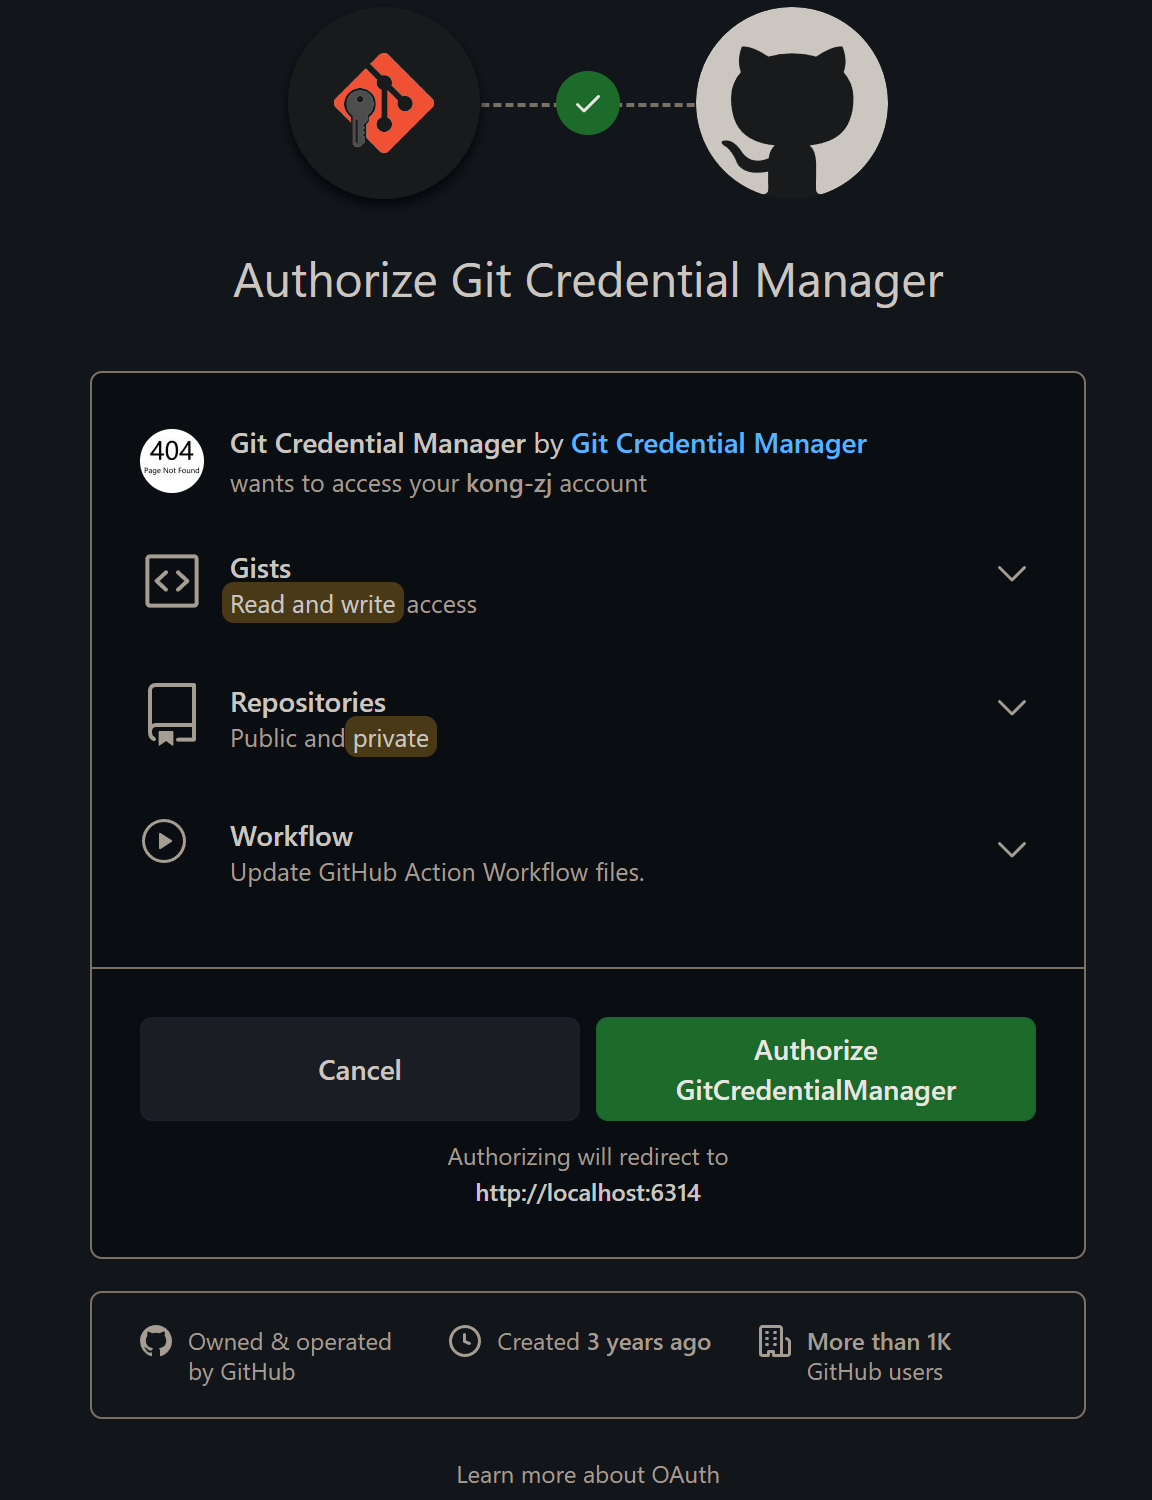 Authorize Git Credential Manager
404
Page Not Found
Git Credential Manager by Git Credential Manager
wants to access your kong-zj account
Gists
Read and write access
Repositories
Public and private
Workflow
Update GitHub Action Workflow files.
Cancel
Authorize
GitCredentialManager
Authorizing will redirect to
http://localhost:6314
Owned & operated
by GitHub
Created 3 years ago
More than 1K
GitHub users
Learn more about OAuth